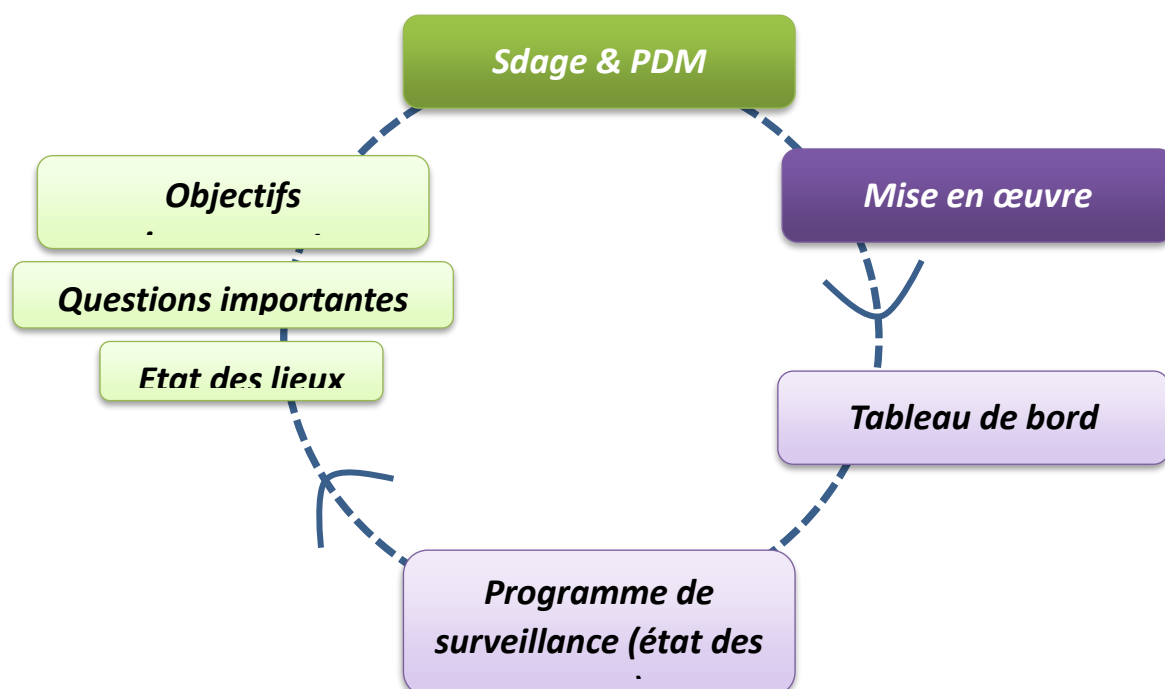 Sdage & PDM
Objectifs
Mise en œuvre
Questions importantes
Etat des lieux
Tableau de bord
Programme de
surveillance (état des